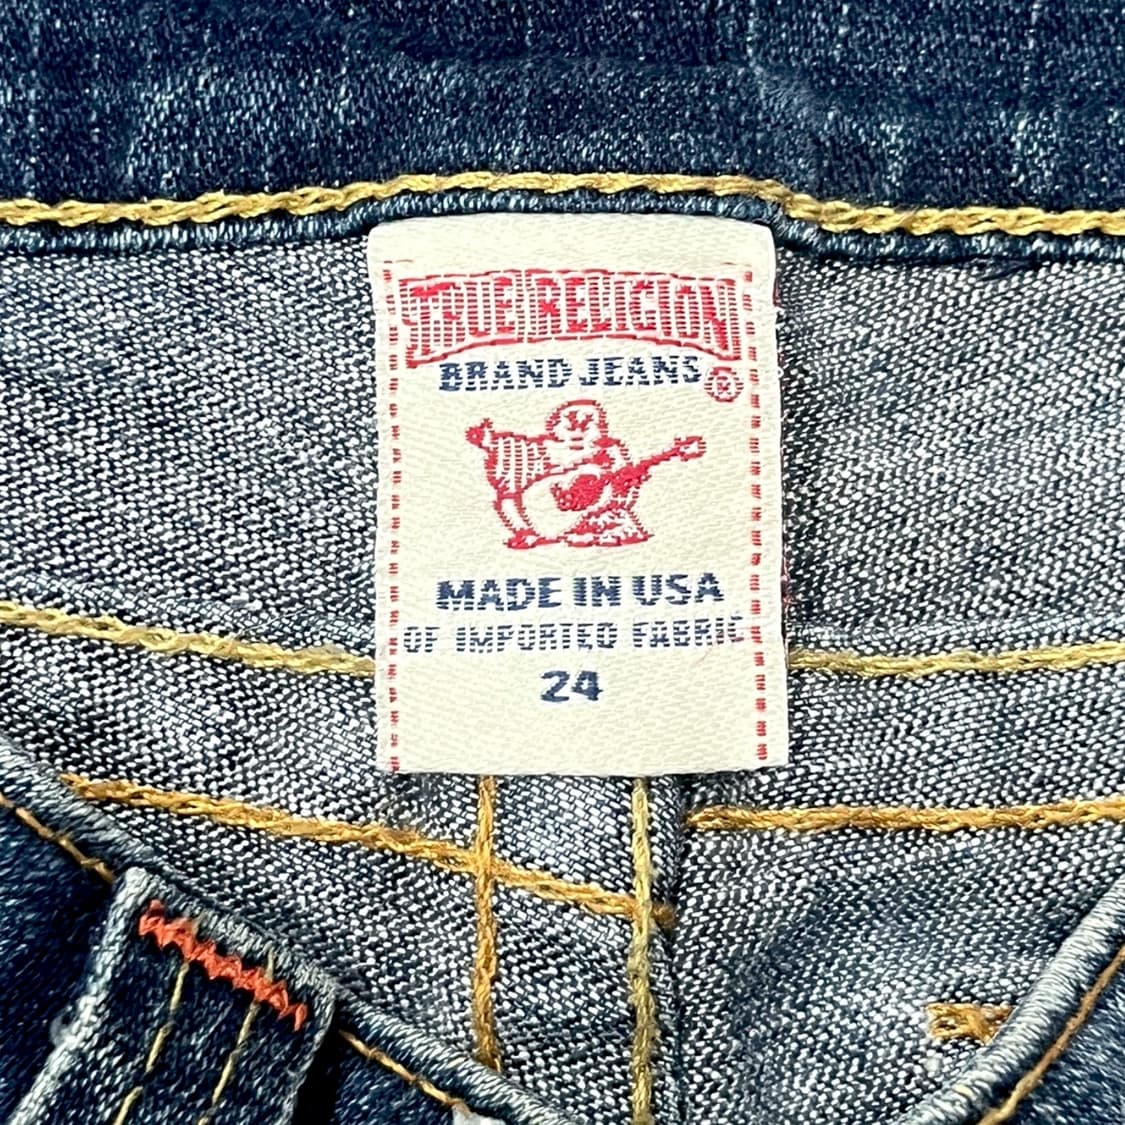 TRUE RELIGION
BRAND JEANS ®
MADE IN USA
OF IMPORTED FABRIC
24